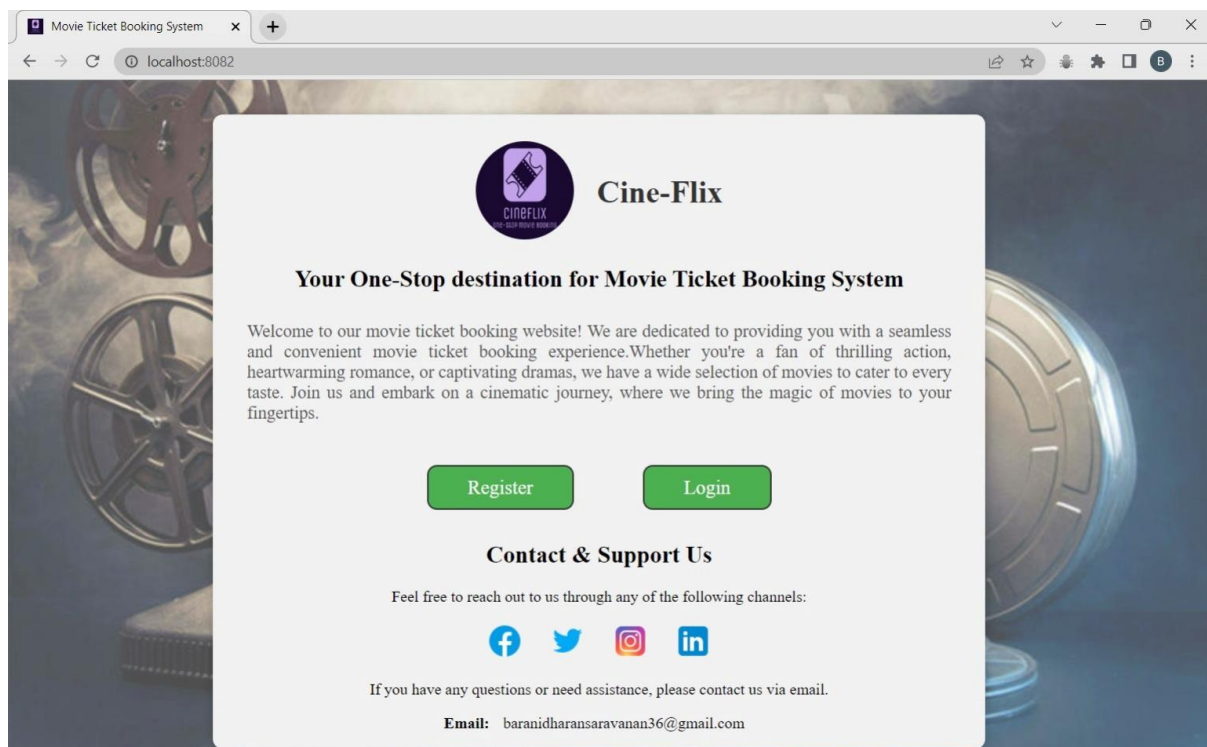 Movie Ticket Booking System
localhost:8082
B
CINEFLIX
ONE-STOP MOVIE BOOKING
Cine-Flix
Your One-Stop destination for Movie Ticket Booking System
Welcome to our movie ticket booking website! We are dedicated to providing you with a seamless
and convenient movie ticket booking experience.Whether you're a fan of thrilling action,
heartwarming romance, or captivating dramas, we have a wide selection of movies to cater to every
taste. Join us and embark on a cinematic journey, where we bring the magic of movies to your
fingertips.
Register Login
Contact & Support Us
Feel free to reach out to us through any of the following channels:
f in
If you have any questions or need assistance, please contact us via email.
Email: baranidharansaravanan36@gmail.com